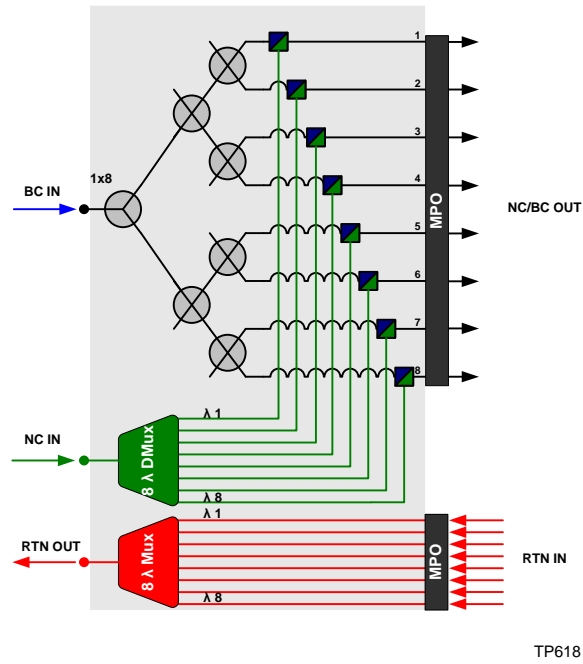 1
2
3
1x8
4
BC IN
MPO
NC/BC OUT
5
6
7
8
λ 1
NC IN
8 λ DMux
λ 8
λ 1
RTN OUT
8 λ Mux
MPO
RTN IN
λ 8
TP618